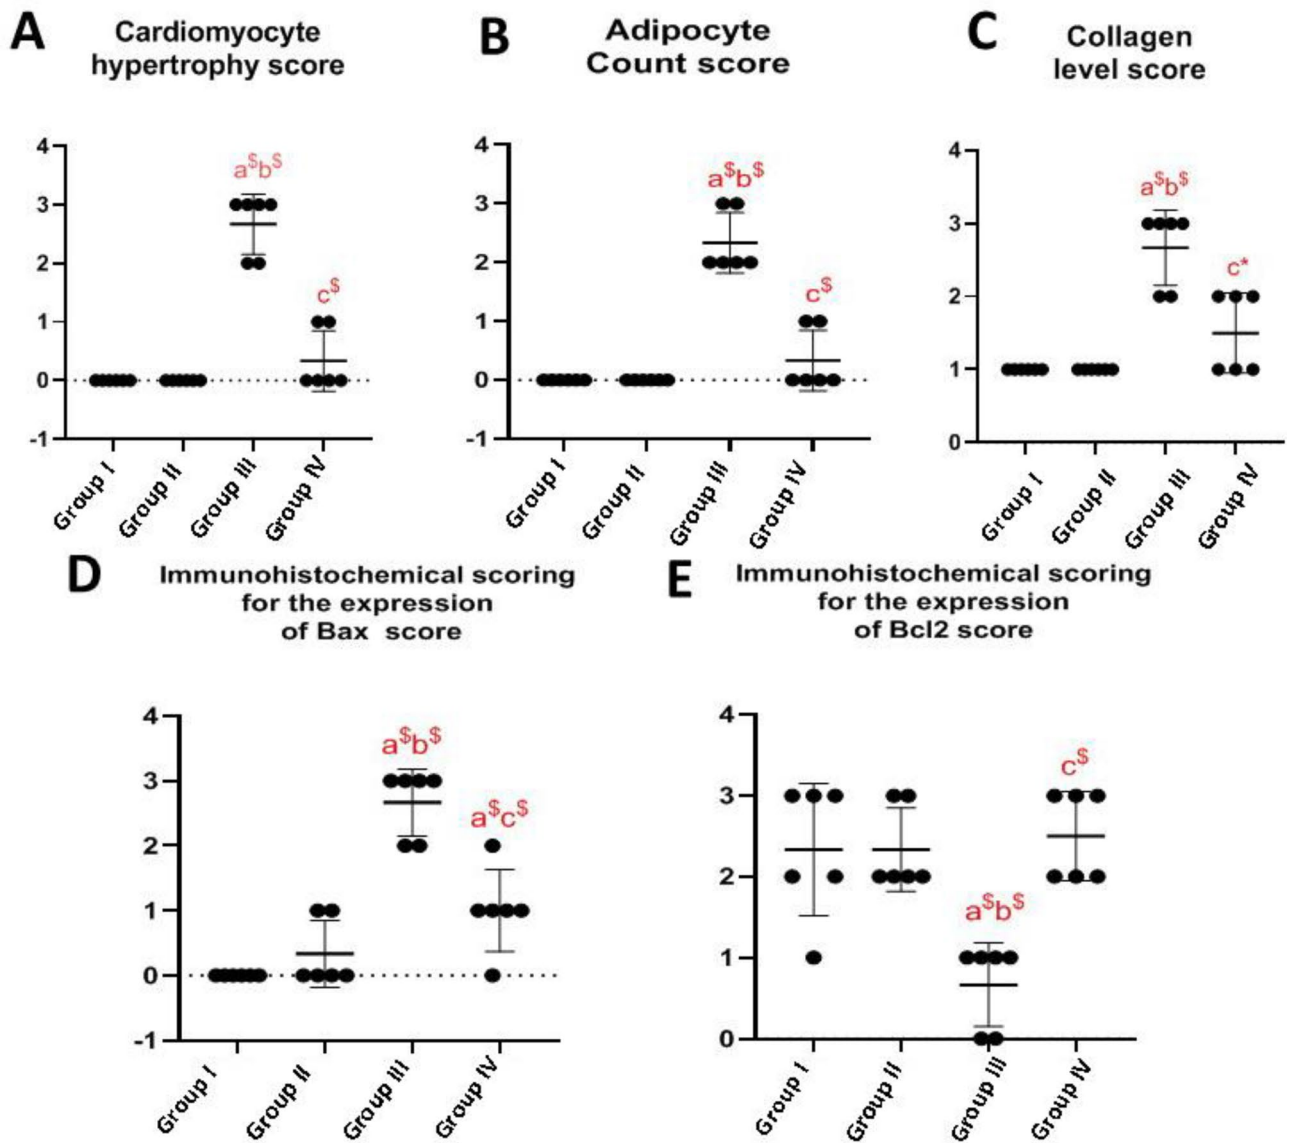 A
Cardiomyocyte
hypertrophy score
4
3
2
1
0
-1
a$b$
c$
Group I
Group II
Group III
Group IV
B
Adipocyte
Count score
4
3
2
1
0
-1
a$b$
c$
Group I
Group II
Group III
Group IV
C
Collagen
level score
4
3
2
1
0
a$b$
c*
Group I
Group II
Group III
Group IV
D
Immunohistochemical scoring
for the expression
of Bax score
4
3
2
1
0
-1
a$b$
a$c$
Group I
Group II
Group III
Group IV
E
Immunohistochemical scoring
for the expression
of Bcl2 score
4
3
2
1
0
a$b$
c$
Group I
Group II
Group III
Group IV